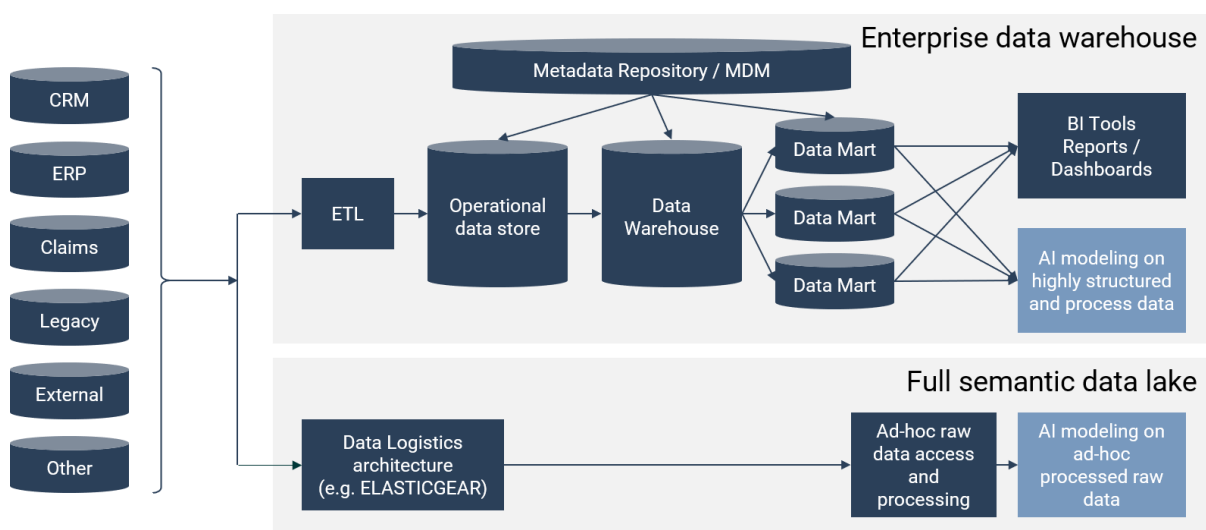 Enterprise data warehouse
Metadata Repository / MDM
CRM
ERP
Claims
Legacy
External
Other
ETL
Operational
data store
Data
Warehouse
Data Mart
Data Mart
Data Mart
BI Tools
Reports /
Dashboards
AI modeling on
highly structured
and process data
Full semantic data lake
Data Logistics
architecture
(e.g. ELASTICGEAR)
Ad-hoc raw
data access
and
processing
AI modeling on
ad-hoc
processed raw
data